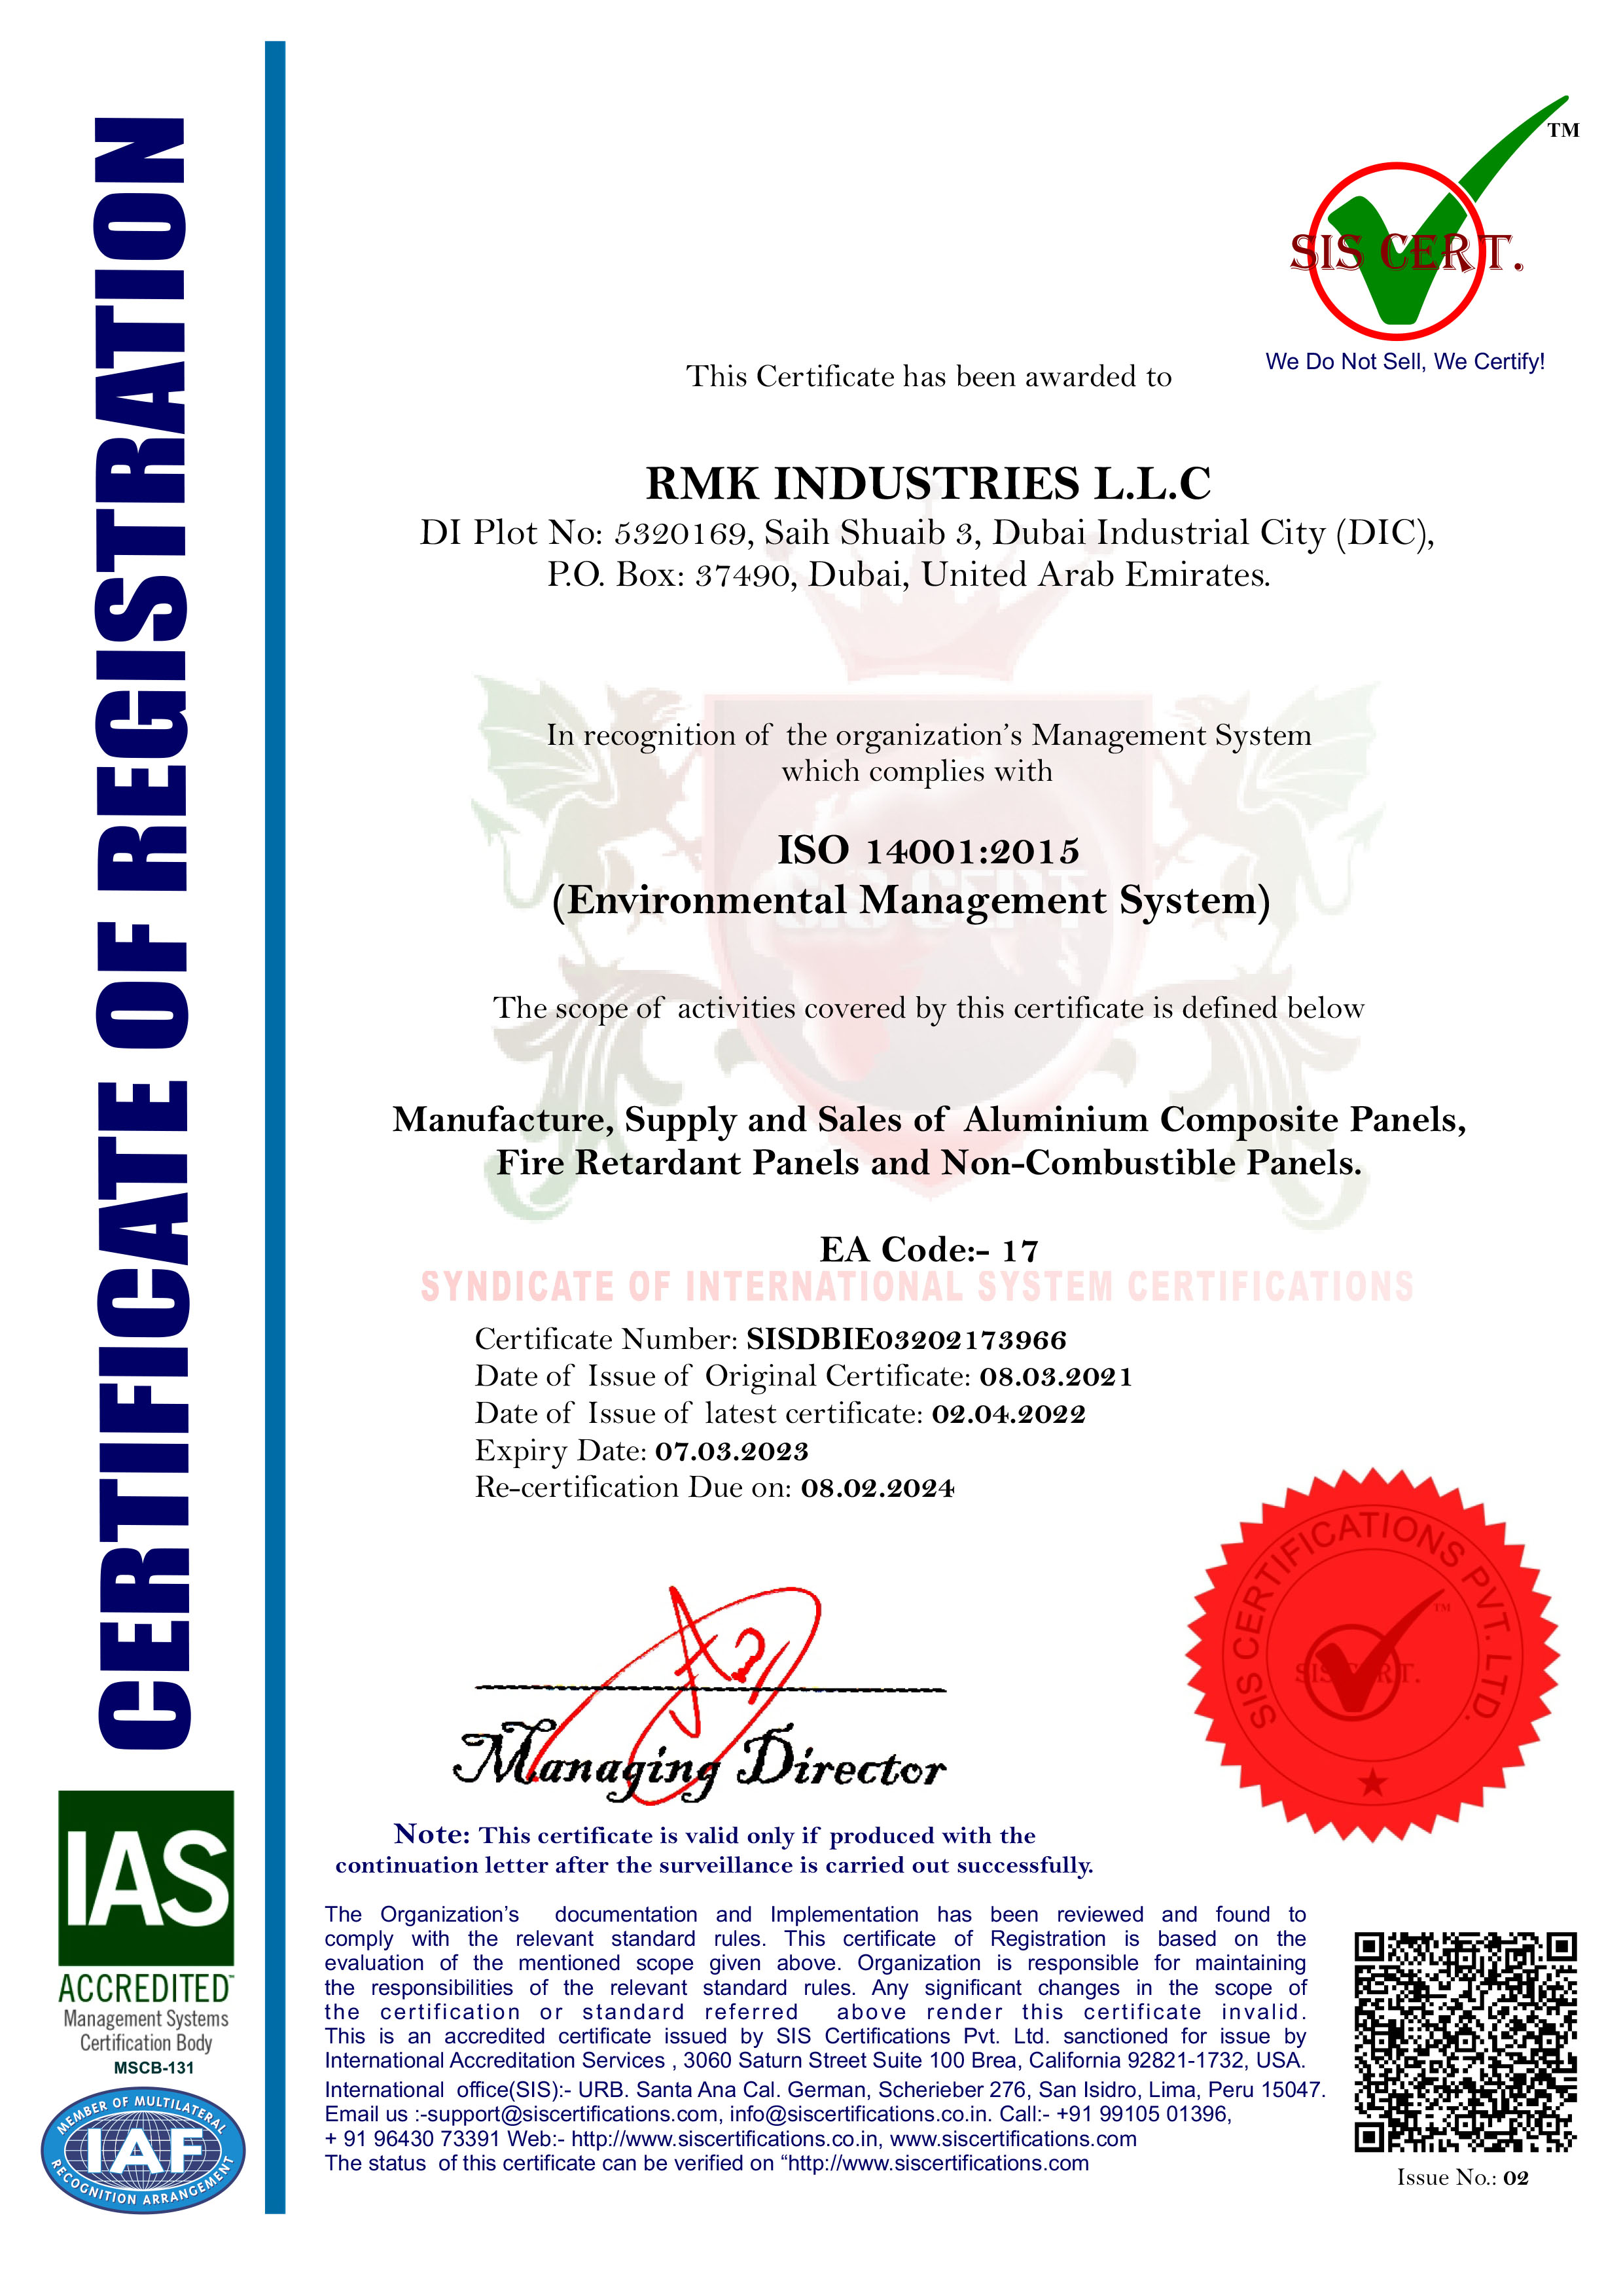 CERTIFICATE OF REGISTRATION
TM
SIS CERT.
We Do Not Sell, We Certify!
This Certificate has been awarded to
RMK INDUSTRIES L.L.C
DI Plot No: 5320169, Saih Shuaib 3, Dubai Industrial City (DIC),
P.O. Box: 37490, Dubai, United Arab Emirates.
In recognition of the organization's Management System
which complies with
ISO 14001:2015
(Environmental Management System)
SIS CERT
The scope of activities covered by this certificate is defined below
Manufacture, Supply and Sales of Aluminium Composite Panels,
Fire Retardant Panels and Non-Combustible Panels.
EA Code:- 17
SYNDICATE OF INTERNATIONAL SYSTEM CERTIFICATIONS
Certificate Number: SISDBIE03202173966
Date of Issue of Original Certificate: 08.03.2021
Date of Issue of latest certificate: 02.04.2022
Expiry Date: 07.03.2023
Re-certification Due on: 08.02.2024
Managing Director
SIS CERTIFICATIONS PVT. LTD.
SIS CERT.
TM
Note: This certificate is valid only if produced with the
continuation letter after the surveillance is carried out successfully.
The Organization's documentation and Implementation has been reviewed and found to
comply with the relevant standard rules. This certificate of Registration is based on the
evaluation of the mentioned scope given above. Organization is responsible for maintaining
the responsibilities of the relevant standard rules. Any significant changes in the scope of
the certification or standard referred above render this certificate invalid.
This is an accredited certificate issued by SIS Certifications Pvt. Ltd. sanctioned for issue by
International Accreditation Services , 3060 Saturn Street Suite 100 Brea, California 92821-1732, USA.
International office(SIS):- URB. Santa Ana Cal. German, Scherieber 276, San Isidro, Lima, Peru 15047.
Email us :-support@siscertifications.com, info@siscertifications.co.in. Call:- +91 99105 01396,
+ 91 96430 73391 Web:- http://www.siscertifications.co.in, www.siscertifications.com
The status of this certificate can be verified on “http://www.siscertifications.com
Issue No.: 02
IAS
ACCREDITED™
Management Systems
Certification Body
MSCB-131
MEMBER OF MULTILATERAL
IAF
RECOGNITION ARRANGEMENT